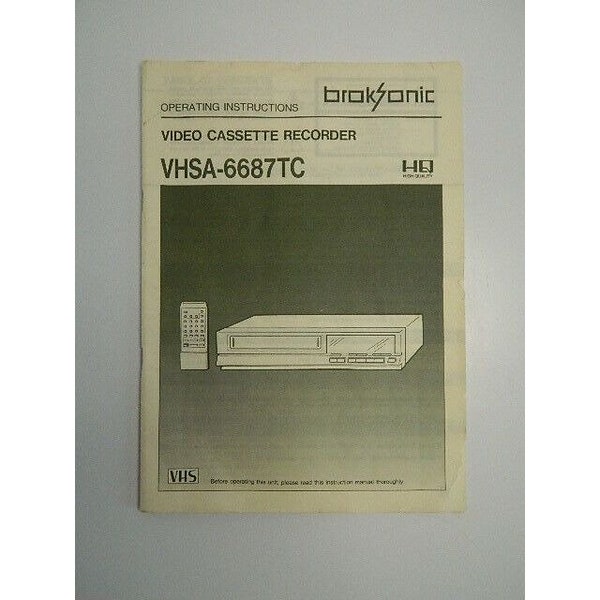 broksonic
OPERATING INSTRUCTIONS
VIDEO CASSETTE RECORDER
VHSA-6687TC
HQ
HIGH QUALITY
VHS
Before operating this unit, please read this instruction manual thoroughly.